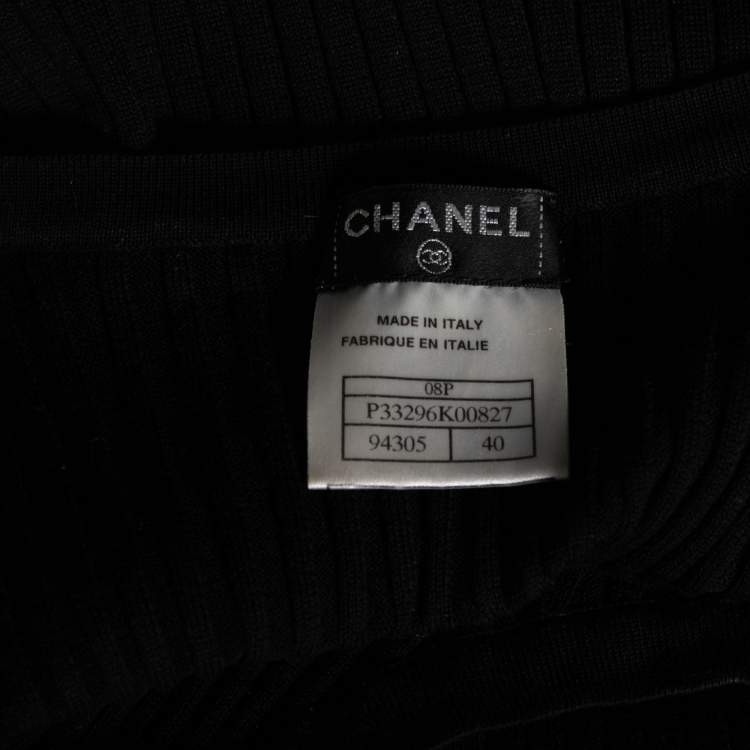 CHANEL
MADE IN ITALY
FABRIQUE EN ITALIE
08P
P33296K00827
94305 40